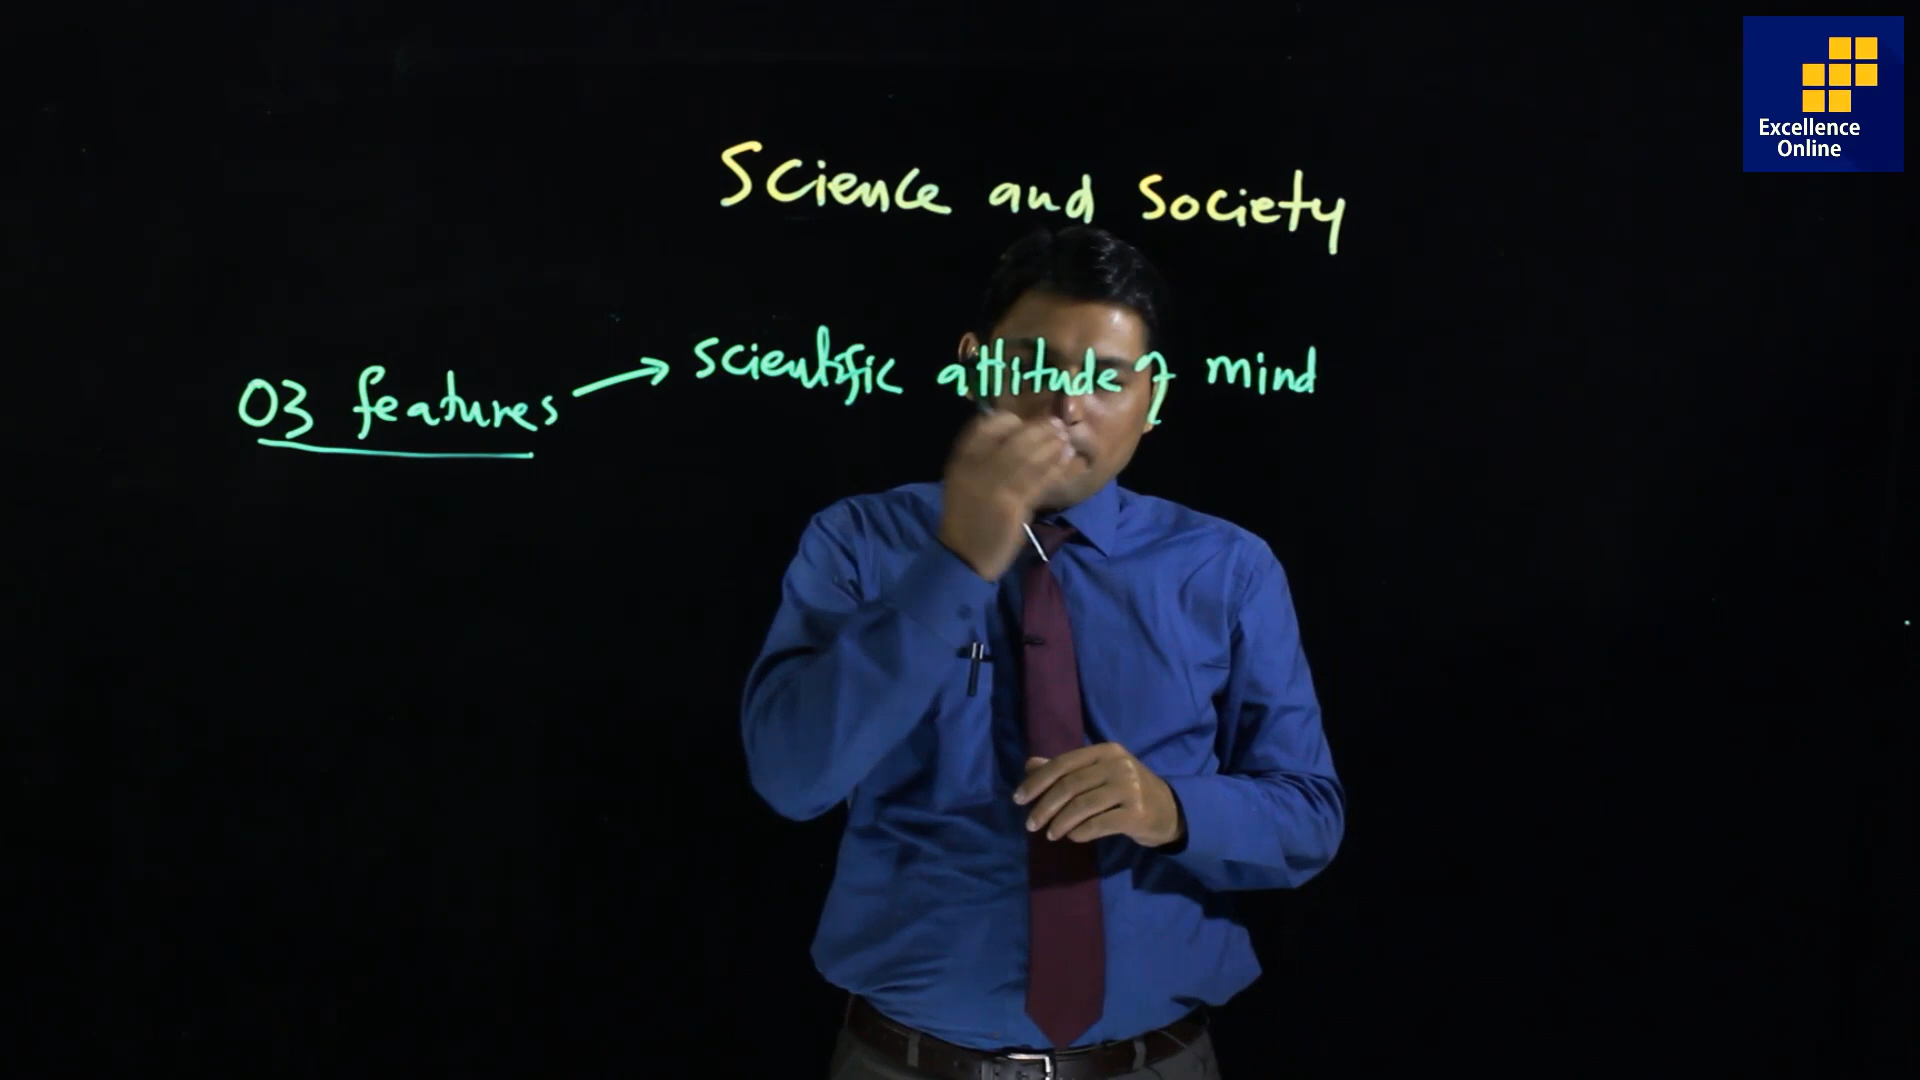 Excellence
Online
Science and Society
03 features → scientific attitude of mind